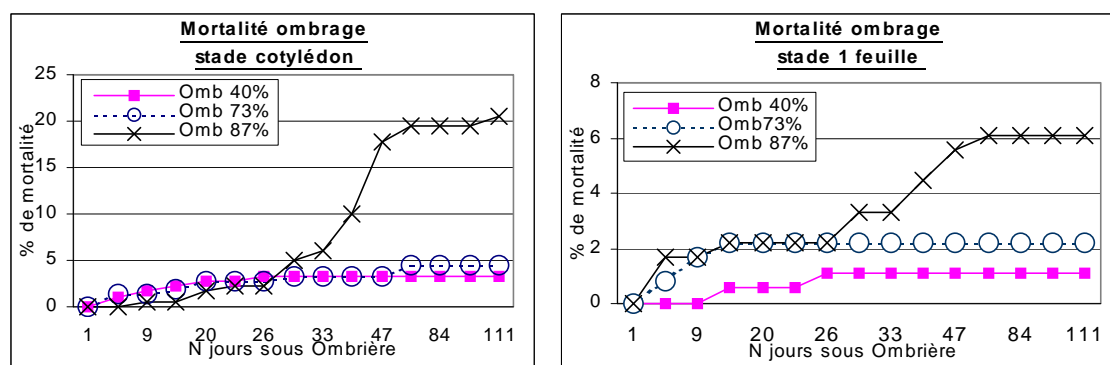 Mortalité ombrage
stade cotylédon
% de mortalité
25
20
15
10
5
0
Omb 40%
Omb 73%
Omb 87%
1 9 20 26 33 47 84 111
N jours sous Ombrière
Mortalité ombrage
stade 1 feuille
% de mortalité
8
6
4
2
0
Omb 40%
Omb73%
Omb 87%
1 9 20 26 33 47 84 111
N jours sous Ombrière